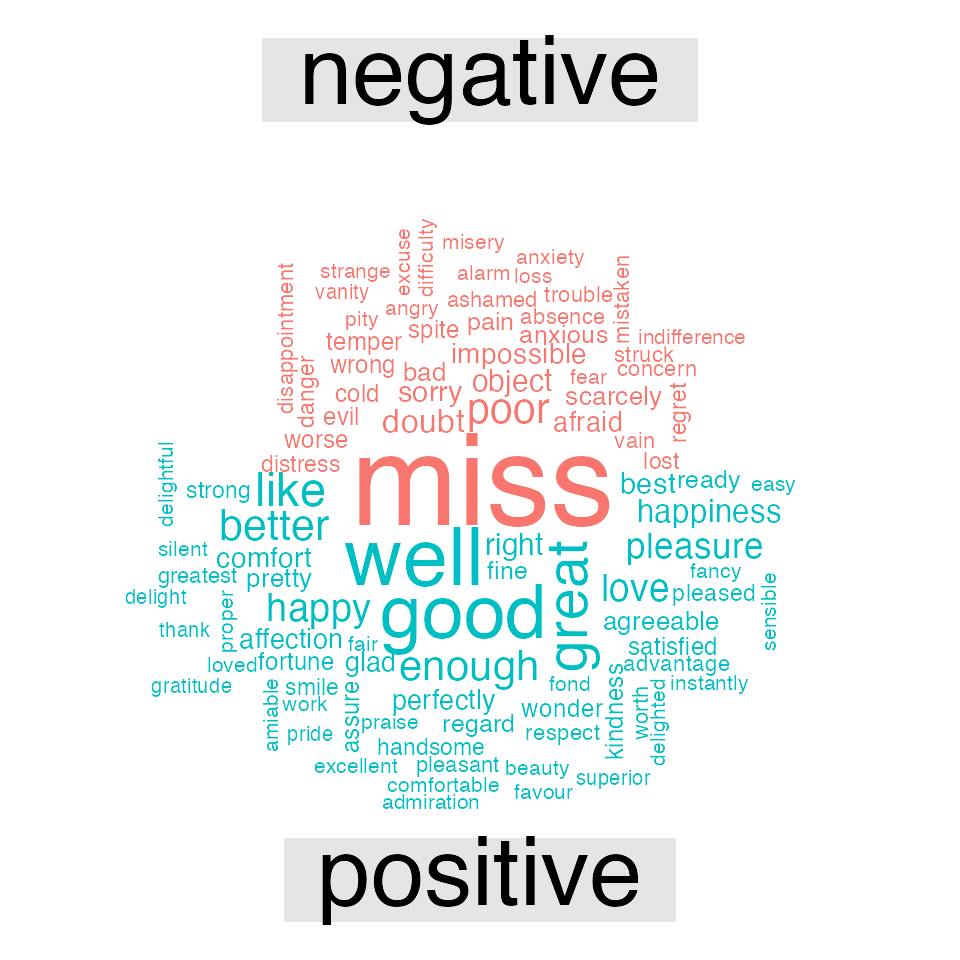 negative
misery
excuse
difficulty
anxiety
strange
alarm
loss
vanity
disappointment
mistaken
ashamed
trouble
angry
pity
spite
pain
absence
anxious
indifference
temper
impossible
struck
wrong
bad
object
fear
concern
danger
cold
sorry
scarcely
regret
evil
doubt
poor
afraid
worse
vain
distress
lost
miss
delightful
strong
like
best
ready
easy
better
happiness
silent
comfort
well
right
great
pleasure
greatest
pretty
fine
love
fancy
pleased
delight
proper
happy
good
sensible
thank
affection
fair
agreeable
satisfied
loved
fortune
glad
enough
advantage
gratitude
smile
fond
instantly
amiable
work
assure
perfectly
wonder
kindness
worth
delighted
pride
praise
regard
respect
handsome
excellent
pleasant
beauty
superior
comfortable
favour
admiration
positive